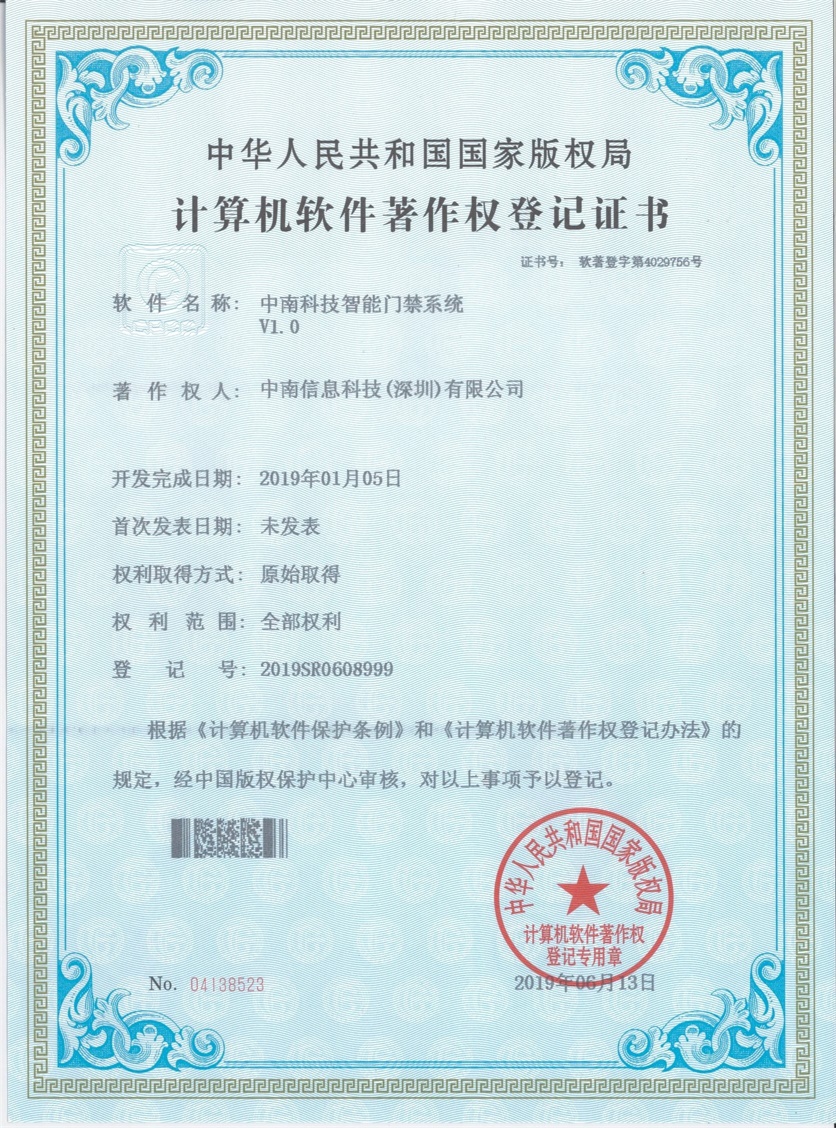 中华人民共和国国家版权局
计算机软件著作权登记证书
证书号： 软著登字第4029756号
CPCC
软件名称： 中南科技智能门禁系统
V1.0
著作权人： 中南信息科技(深圳)有限公司
开发完成日期： 2019年01月05日
首次发表日期： 未发表
权利取得方式： 原始取得
权利范围： 全部权利
登记号： 2019SR0608999
根据《计算机软件保护条例》和《计算机软件著作权登记办法》的
规定，经中国版权保护中心审核，对以上事项予以登记。
中华人民共和国国家版权局
计算机软件著作权
登记专用章
No. 04138523
2019年06月13日